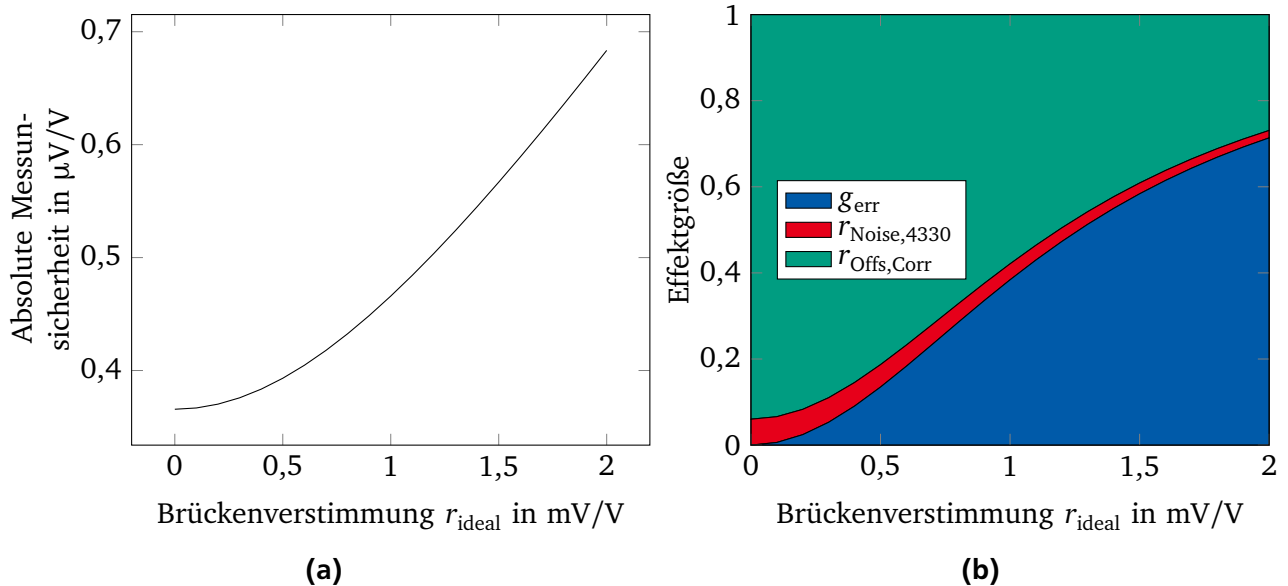 0,7
0,6
0,5
0,4
Absolute Messun-
sicherheit in μV/V
0
0,5
1
1,5
2
Brückenverstimmung r_ideal in mV/V
(a)
1
0,8
0,6
0,4
0,2
0
Effektgröße
g_err
r_Noise,4330
r_Offs,Corr
0
0,5
1
1,5
2
Brückenverstimmung r_ideal in mV/V
(b)